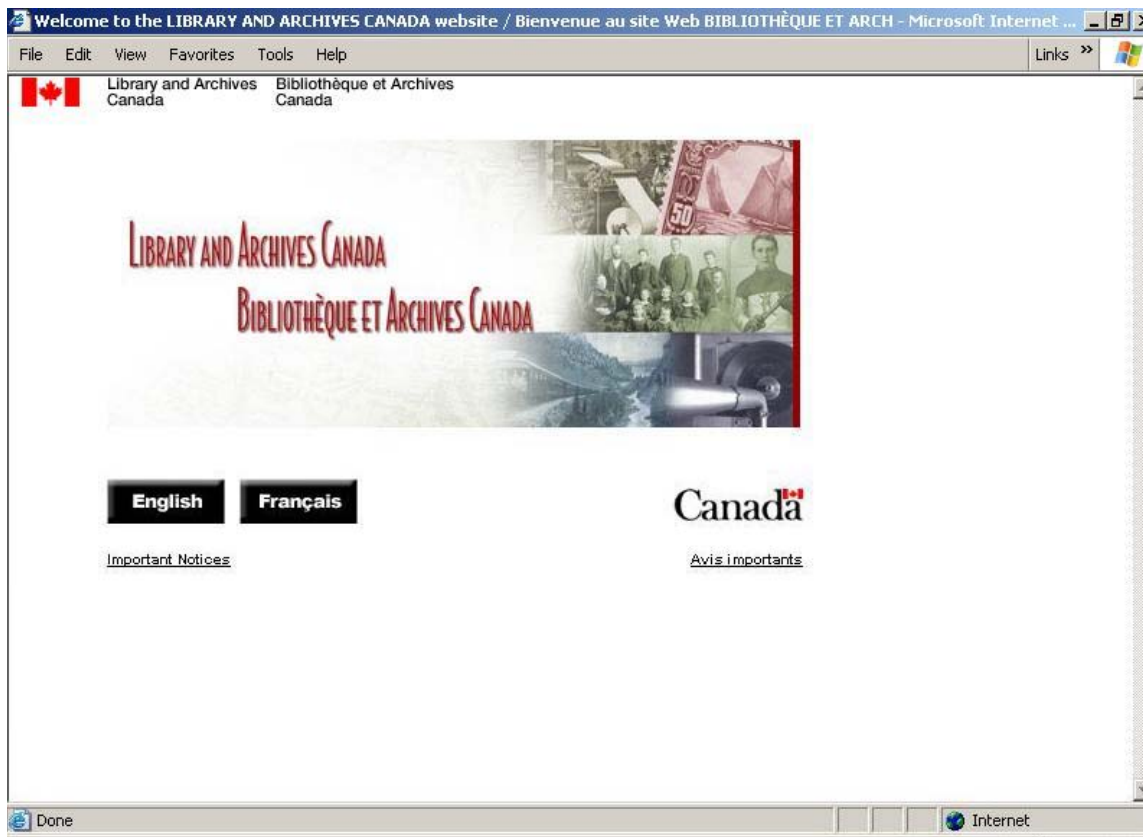 Welcome to the LIBRARY AND ARCHIVES CANADA website / Bienvenue au site Web BIBLIOTHÈQUE ET ARCH - Microsoft Internet ...
File Edit View Favorites Tools Help Links »
Library and Archives Bibliothèque et Archives
Canada Canada
50
LIBRARY AND ARCHIVES CANADA
BIBLIOTHÈQUE ET ARCHIVES CANADA
English Français Canada
Important Notices Avis importants
Done Internet